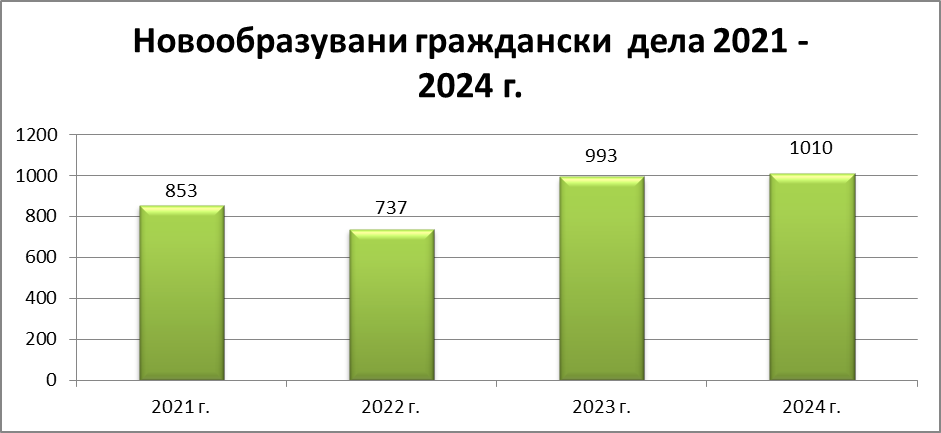 Новообразувани граждански дела 2021 -
2024 г.
1200
1000
800
600
400
200
0
853
737
993
1010
2021 г.
2022 г.
2023 г.
2024 г.